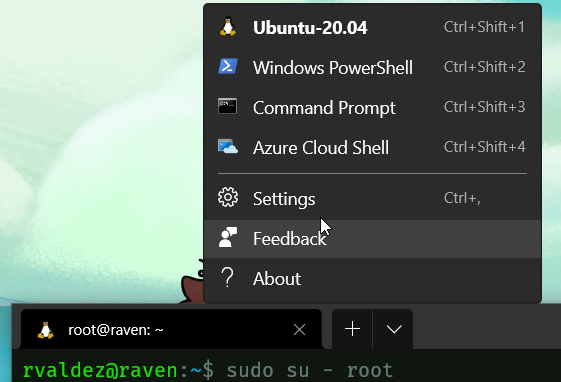 Ubuntu-20.04 Ctrl+Shift+1
Windows PowerShell Ctrl+Shift+2
Command Prompt Ctrl+Shift+3
Azure Cloud Shell Ctrl+Shift+4
Settings Ctrl+,
Feedback
About
root@raven: ~
rvaldez@raven:~$ sudo su - root